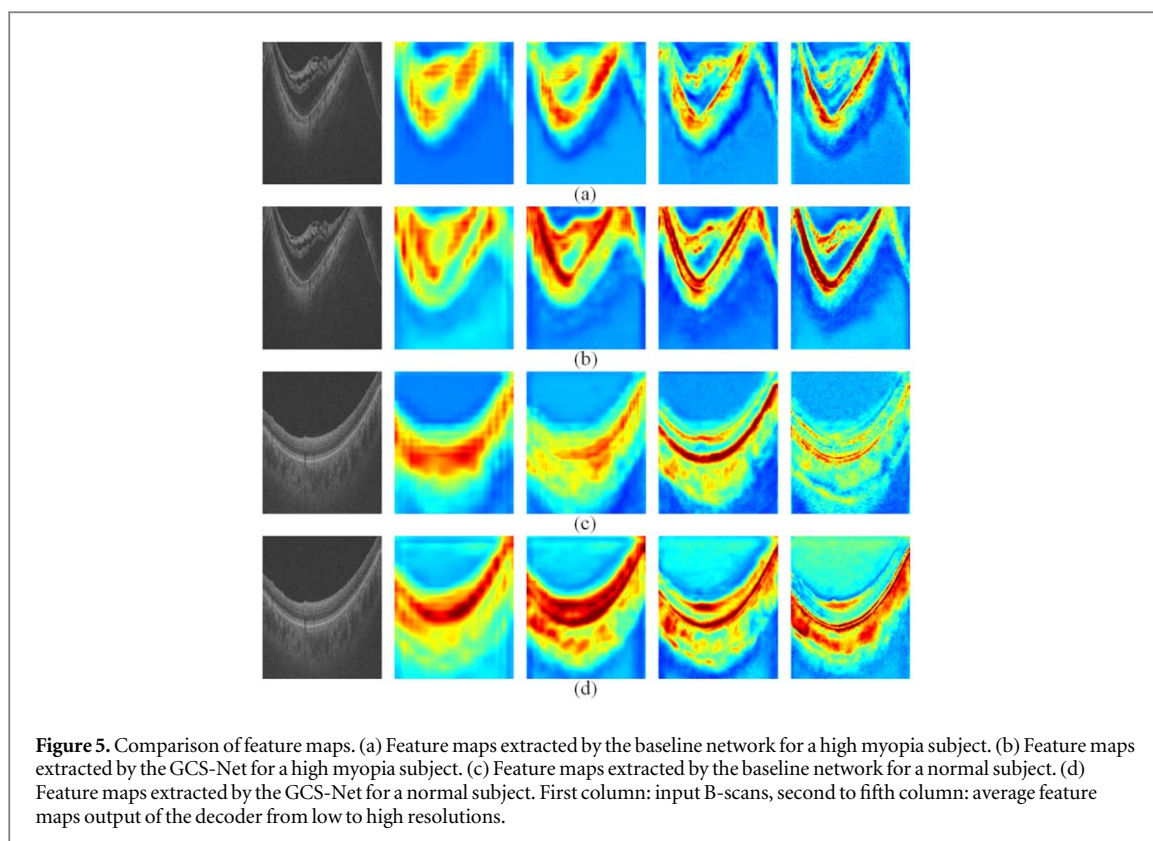 (a)
(b)
(c)
(d)
Figure 5. Comparison of feature maps. (a) Feature maps extracted by the baseline network for a high myopia subject. (b) Feature maps
extracted by the GCS-Net for a high myopia subject. (c) Feature maps extracted by the baseline network for a normal subject. (d)
Feature maps extracted by the GCS-Net for a normal subject. First column: input B-scans, second to fifth column: average feature
maps output of the decoder from low to high resolutions.